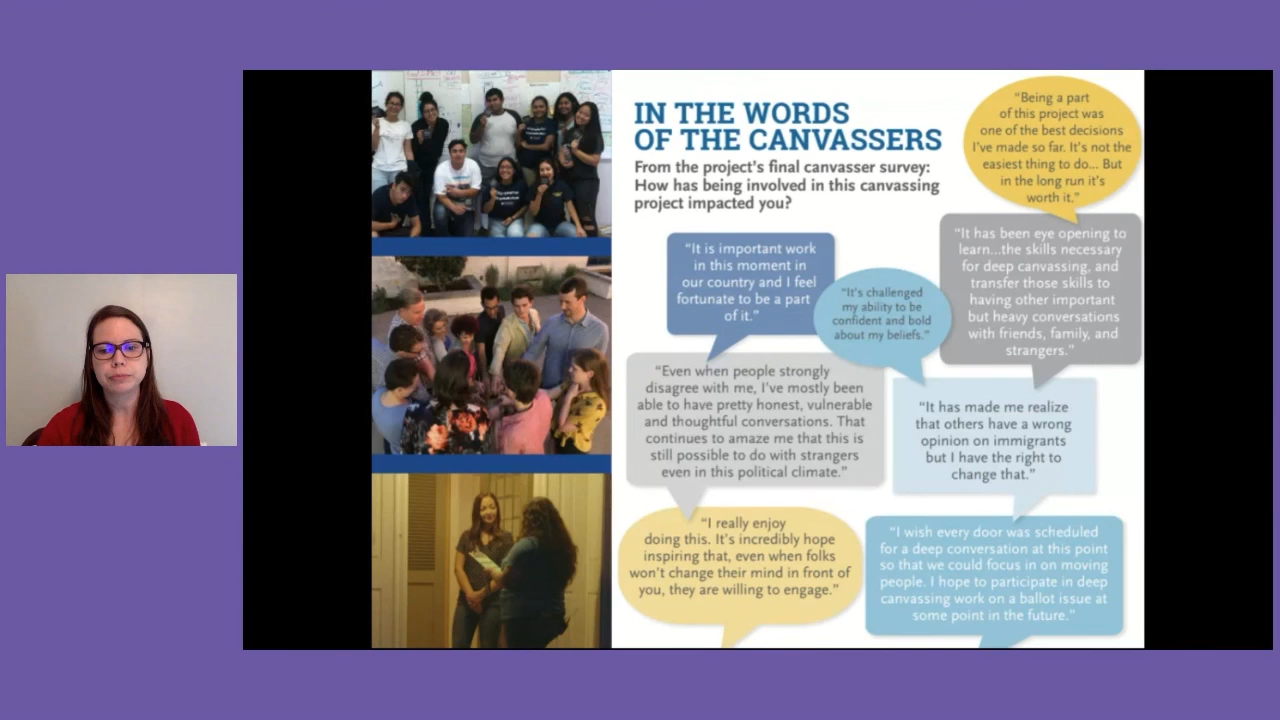 IN THE WORDS
OF THE CANVASSERS
From the project's final canvasser survey:
How has being involved in this canvassing
project impacted you?
“Being a part
of this project was
one of the best decisions
I've made so far. It's not the
easiest thing to do... But
in the long run it's
worth it.”
“It is important work
in this moment in
our country and I feel
fortunate to be a part
of it.”
“It's challenged
my ability to be
confident and bold
about my beliefs.”
“It has been eye opening to
learn...the skills necessary
for deep canvassing, and
transfer those skills to
having other important
but heavy conversations
with friends, family, and
strangers.”
“Even when people strongly
disagree with me, I've mostly been
able to have pretty honest, vulnerable
and thoughtful conversations. That
continues to amaze me that this is
still possible to do with strangers
even in this political climate.”
“It has made me realize
that others have a wrong
opinion on immigrants
but I have the right to
change that.”
“I really enjoy
doing this. It's incredibly hope
inspiring that, even when folks
won't change their mind in front of
you, they are willing to engage.”
“I wish every door was scheduled
for a deep conversation at this point
so that we could focus in on moving
people. I hope to participate in deep
canvassing work on a ballot issue at
some point in the future.”